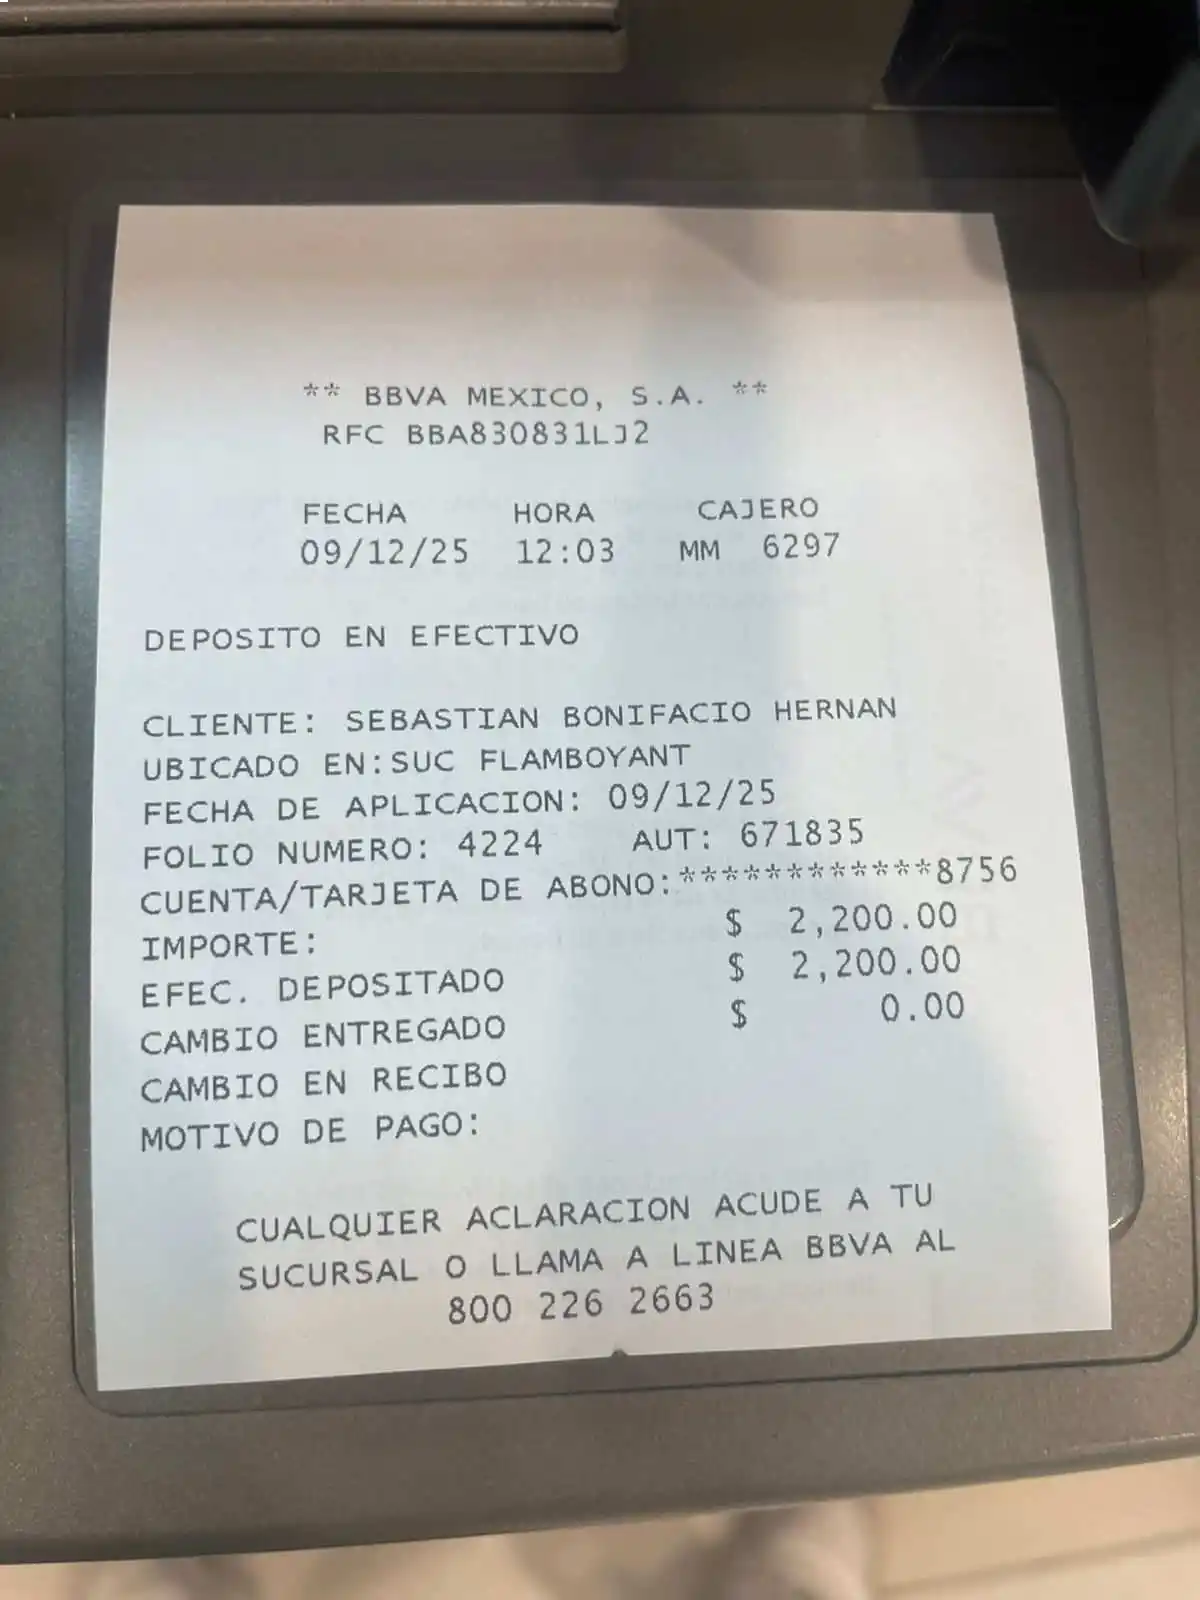 ** BBVA MEXICO, S.A. **
RFC BBA830831LJ2
FECHA HORA CAJERO
09/12/25 12:03 MM 6297
DEPOSITO EN EFECTIVO
CLIENTE: SEBASTIAN BONIFACIO HERNAN
UBICADO EN:SUC FLAMBOYANT
FECHA DE APLICACION: 09/12/25
FOLIO NUMERO: 4224 AUT: 671835
CUENTA/TARJETA DE ABONO:************8756
IMPORTE: $ 2,200.00
EFEC. DEPOSITADO $ 2,200.00
CAMBIO ENTREGADO $ 0.00
CAMBIO EN RECIBO
MOTIVO DE PAGO:
CUALQUIER ACLARACION ACUDE A TU
SUCURSAL O LLAMA A LINEA BBVA AL
800 226 2663